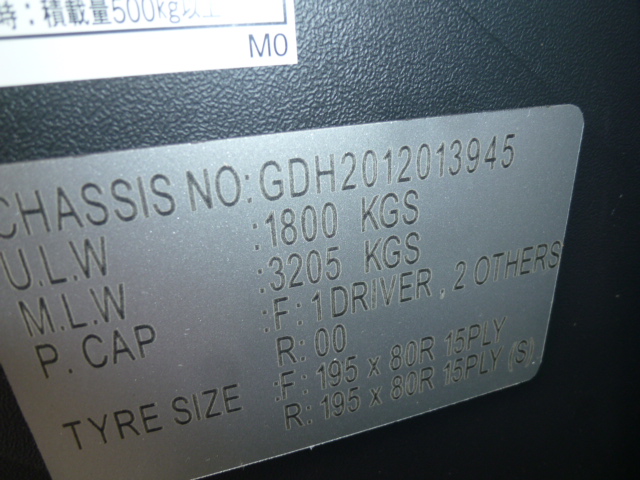 時：積載量500kg以上
M0
CHASSIS NO: GDH2012013945
U.L.W :1800 KGS
M.L.W :3205 KGS
P. CAP :F: 1 DRIVER , 2 OTHERS
R: 00
TYRE SIZE :F: 195 x 80R 15PLY
R: 195 x 80R 15PLY (S)